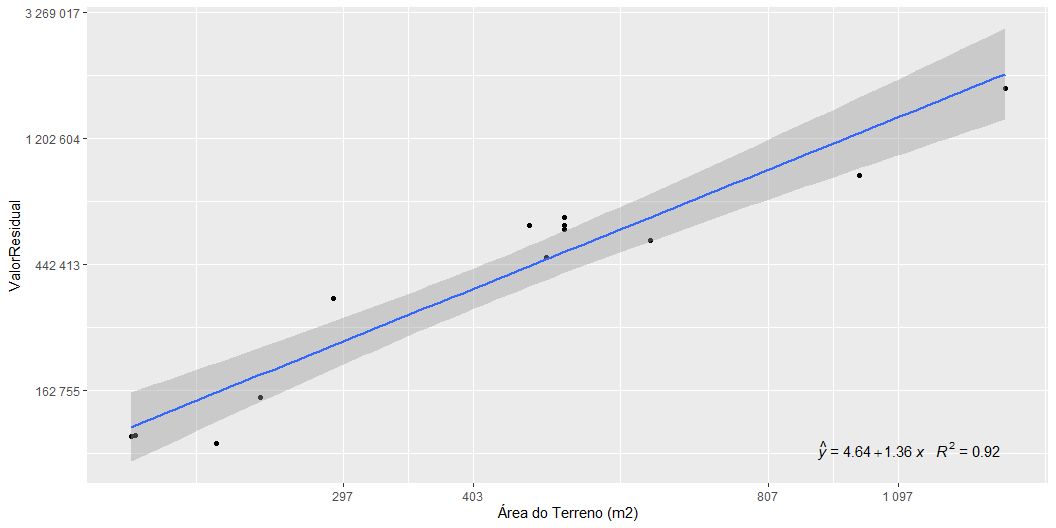 3 269 017
1 202 604
442 413
162 755
ValorResidual
ŷ = 4.64 + 1.36 x R² = 0.92
297 403 807 1 097
Área do Terreno (m2)